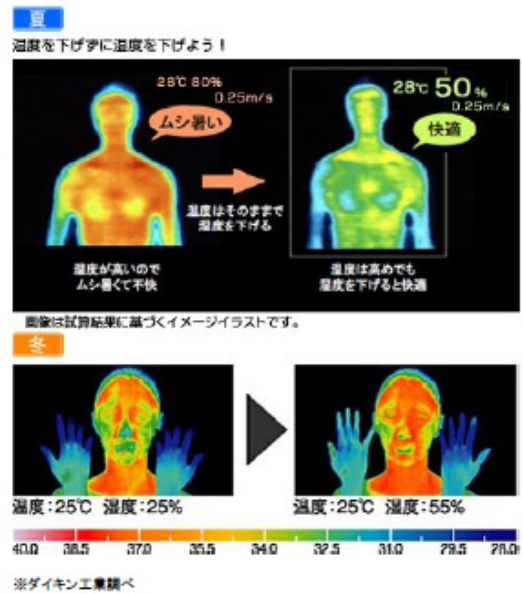 夏
温度を下げずに湿度を下げよう！
28℃ 80%
0.25m/s
ムシ暑い
28℃ 50%
0.25m/s
快適
温度はそのままで
湿度を下げる
湿度が高いので
ムシ暑くて不快
温度は高めでも
湿度を下げると快適
画像は試算結果に基づくイメージイラストです。
冬
温度：25℃ 湿度：25%
温度：25℃ 湿度：55%
40.0 38.5 37.0 35.5 34.0 32.5 31.0 29.5 28.0
※ダイキン工業調べ